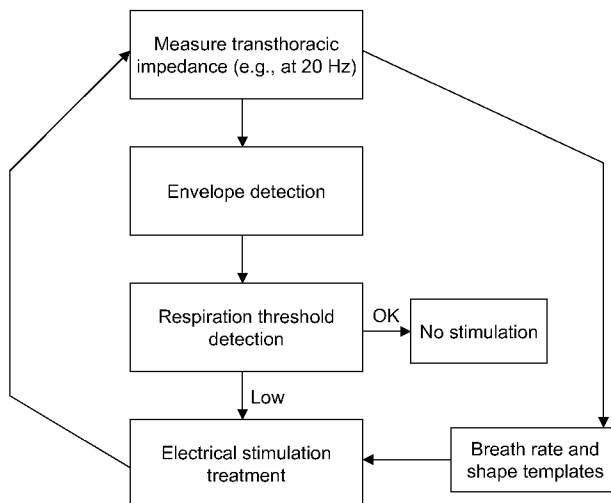 Measure transthoracic
impedance (e.g., at 20 Hz)
Envelope detection
Respiration threshold
detection
OK
No stimulation
Low
Electrical stimulation
treatment
Breath rate and
shape templates